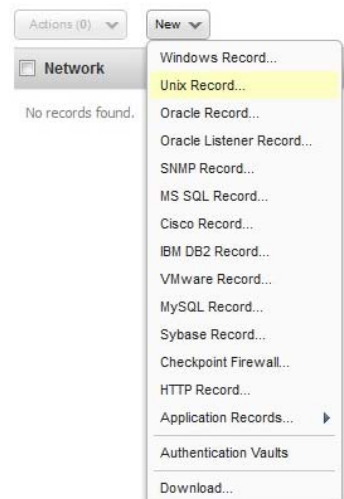 Actions (0)
New
Network
No records found.
Windows Record...
Unix Record...
Oracle Record...
Oracle Listener Record...
SNMP Record...
MS SQL Record...
Cisco Record...
IBM DB2 Record...
VMware Record...
MySQL Record...
Sybase Record...
Checkpoint Firewall...
HTTP Record...
Application Records...
Authentication Vaults
Download...